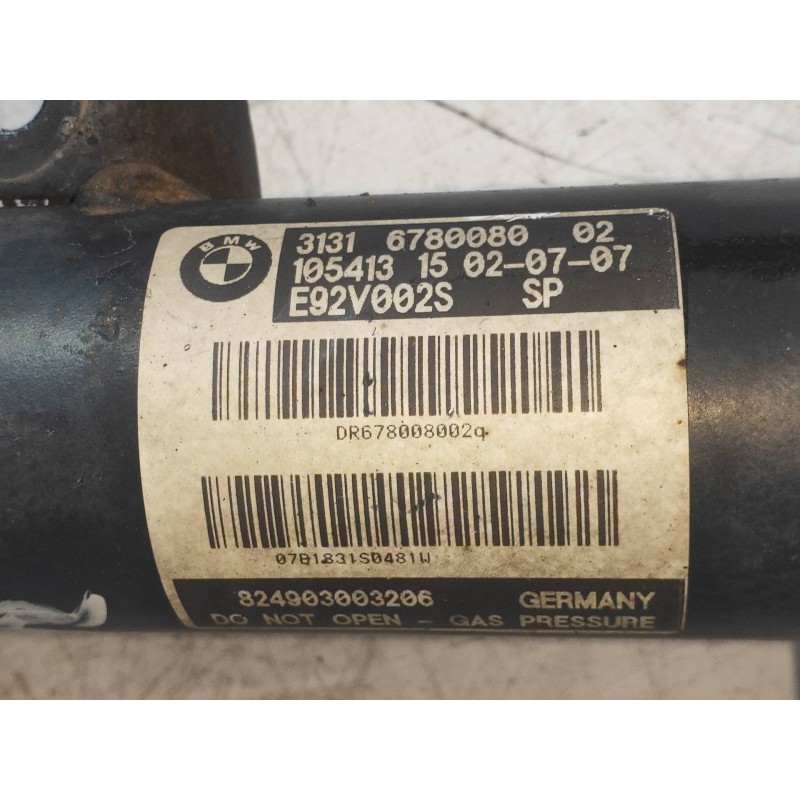 BMW
3131 6780080 02
105413 15 02-07-07
E92V002S SP
DR678008002q
07B1831S0481W
824903003206 GERMANY
DO NOT OPEN - GAS PRESSURE